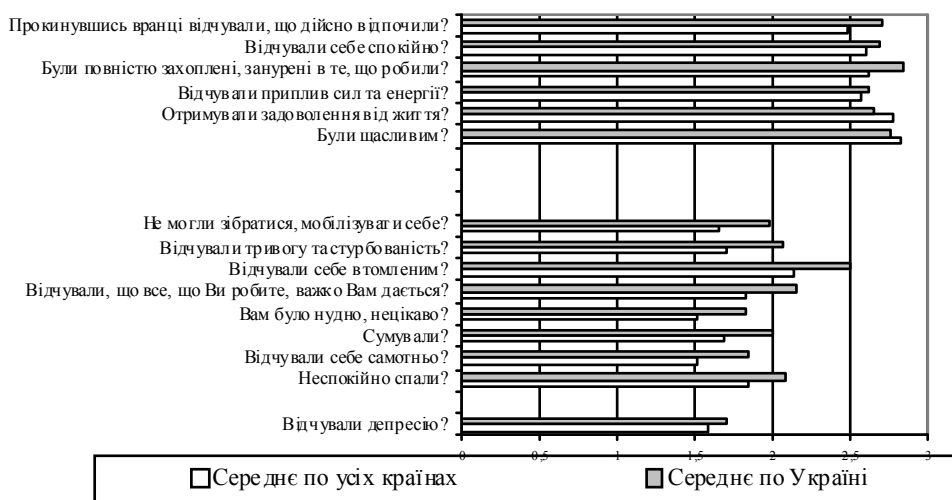 Прокинувшись вранці відчували, що дійсно відпочили?
Відчували себе спокійно?
Були повністю захоплені, занурені в те, що робили?
Відчували приплив сил та енергії?
Отримували задоволення від життя?
Були щасливим?
Не могли зібратися, мобілізувати себе?
Відчували тривогу та стурбованість?
Відчували себе втомленим?
Відчували, що все, що Ви робите, важко Вам дається?
Вам було нудно, нецікаво?
Сумували?
Відчували себе самотньо?
Неспокійно спали?
Відчували депресію?
0 0,5 1 1,5 2 2,5 3
Середнє по усіх країнах Середнє по Україні